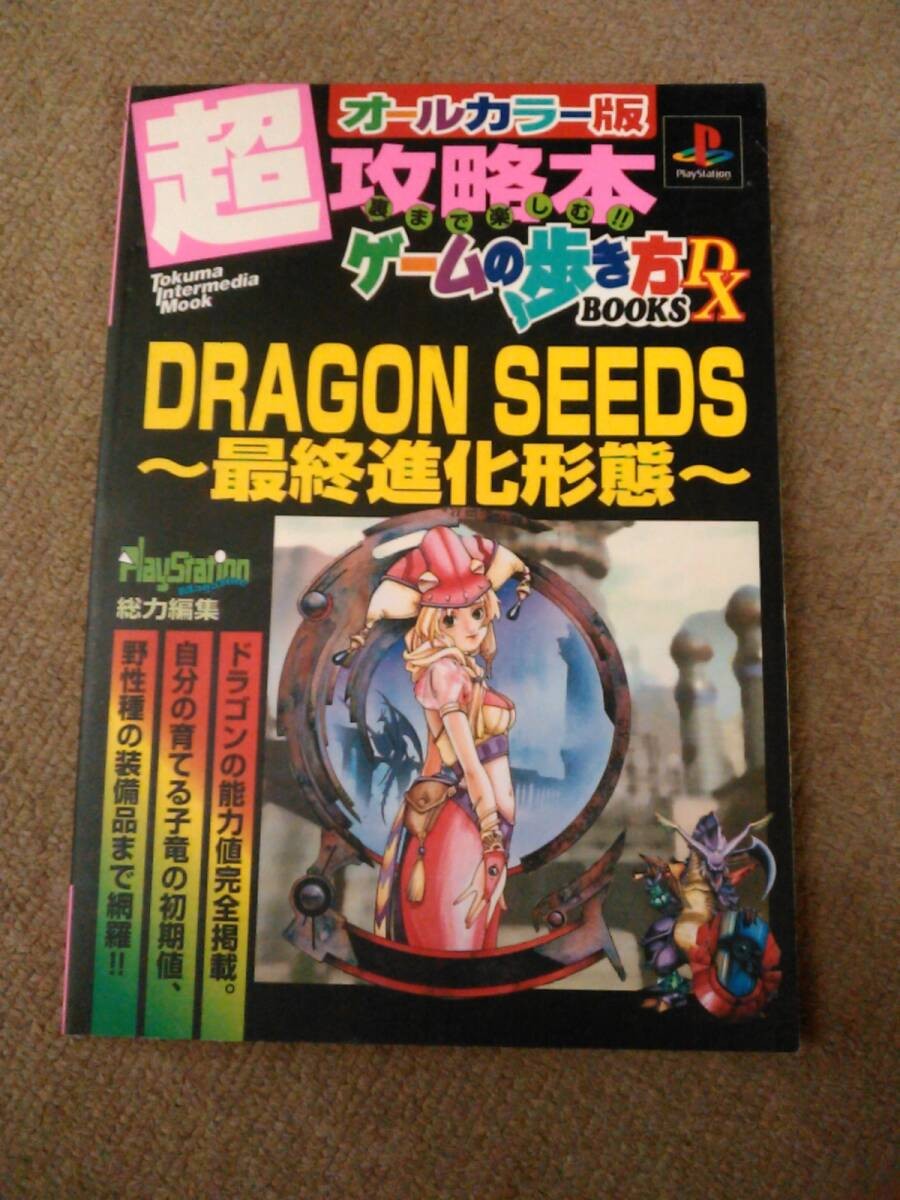 超
オールカラー版
攻略本
裏まで楽しむ!!
ゲームの歩き方
BOOKS DX
PlayStation
Tokuma
Intermedia
Mook
DRAGON SEEDS
～最終進化形態～
PlayStation
総力編集
ドラゴンの能力値完全掲載。
自分の育てる子竜の初期値、
野性種の装備品まで網羅!!